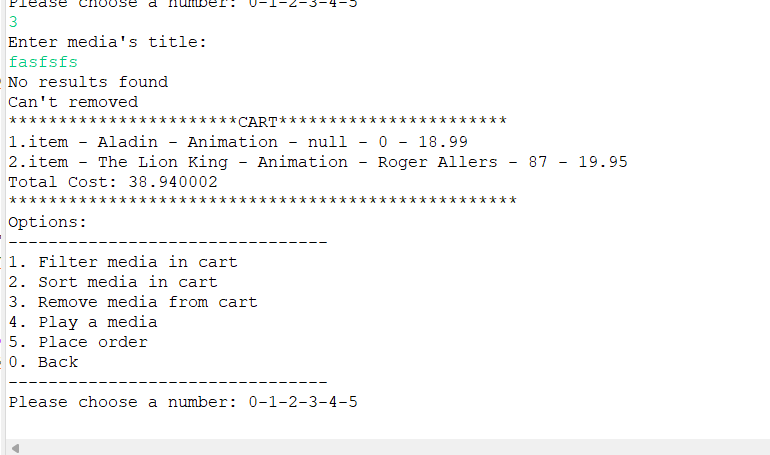 Please choose a number: 0-1-2-3-4-5
3
Enter media's title:
fasfsfs
No results found
Can't removed
***********************CART***********************
1.item - Aladin - Animation - null - 0 - 18.99
2.item - The Lion King - Animation - Roger Allers - 87 - 19.95
Total Cost: 38.940002
***************************************************
Options:
--------------------------------
1. Filter media in cart
2. Sort media in cart
3. Remove media from cart
4. Play a media
5. Place order
0. Back
--------------------------------
Please choose a number: 0-1-2-3-4-5